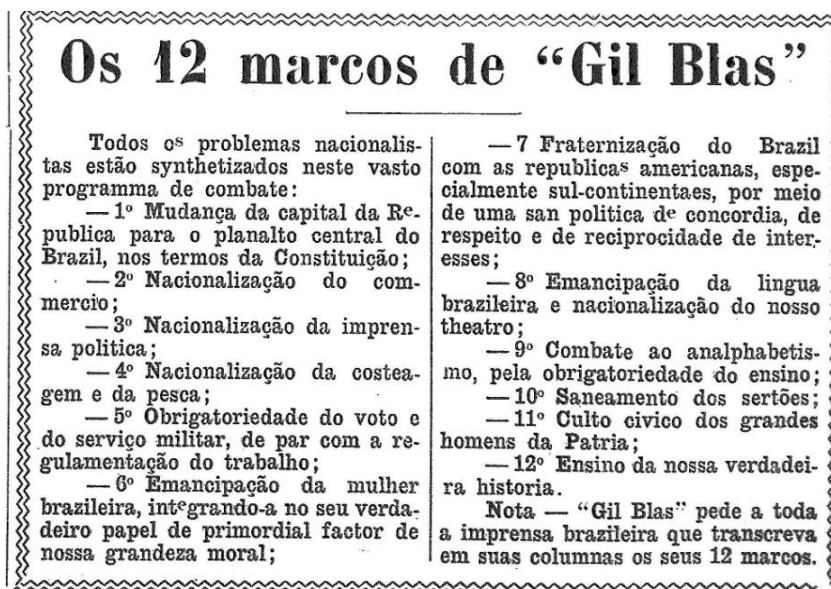 Os 12 marcos de “Gil Blas”
Todos os problemas nacionalis-
tas estão synthetizados neste vasto
programma de combate:
— 1º Mudança da capital da Re-
publica para o planalto central do
Brazil, nos termos da Constituição;
— 2º Nacionalização do com-
mercio;
— 3º Nacionalização da impren-
sa politica;
— 4º Nacionalização da costea-
gem e da pesca;
— 5º Obrigatoriedade do voto e
do serviço militar, de par com a re-
gulamentação do trabalho;
— 6º Emancipação da mulher
brazileira, integrando-a no seu verda-
deiro papel de primordial factor de
nossa grandeza moral;
— 7 Fraternização do Brazil
com as republicas americanas, espe-
cialmente sul-continentaes, por meio
de uma san politica de concordia, de
respeito e de reciprocidade de inter-
esses;
— 8º Emancipação da lingua
brazileira e nacionalização do nosso
theatro;
— 9º Combate ao analphabetis-
mo, pela obrigatoriedade do ensino;
— 10º Saneamento dos sertões;
— 11º Culto civico dos grandes
homens da Patria;
— 12º Ensino da nossa verdadei-
ra historia.
Nota — “Gil Blas” pede a toda
a imprensa brazileira que transcreva
em suas columnas os seus 12 marcos.